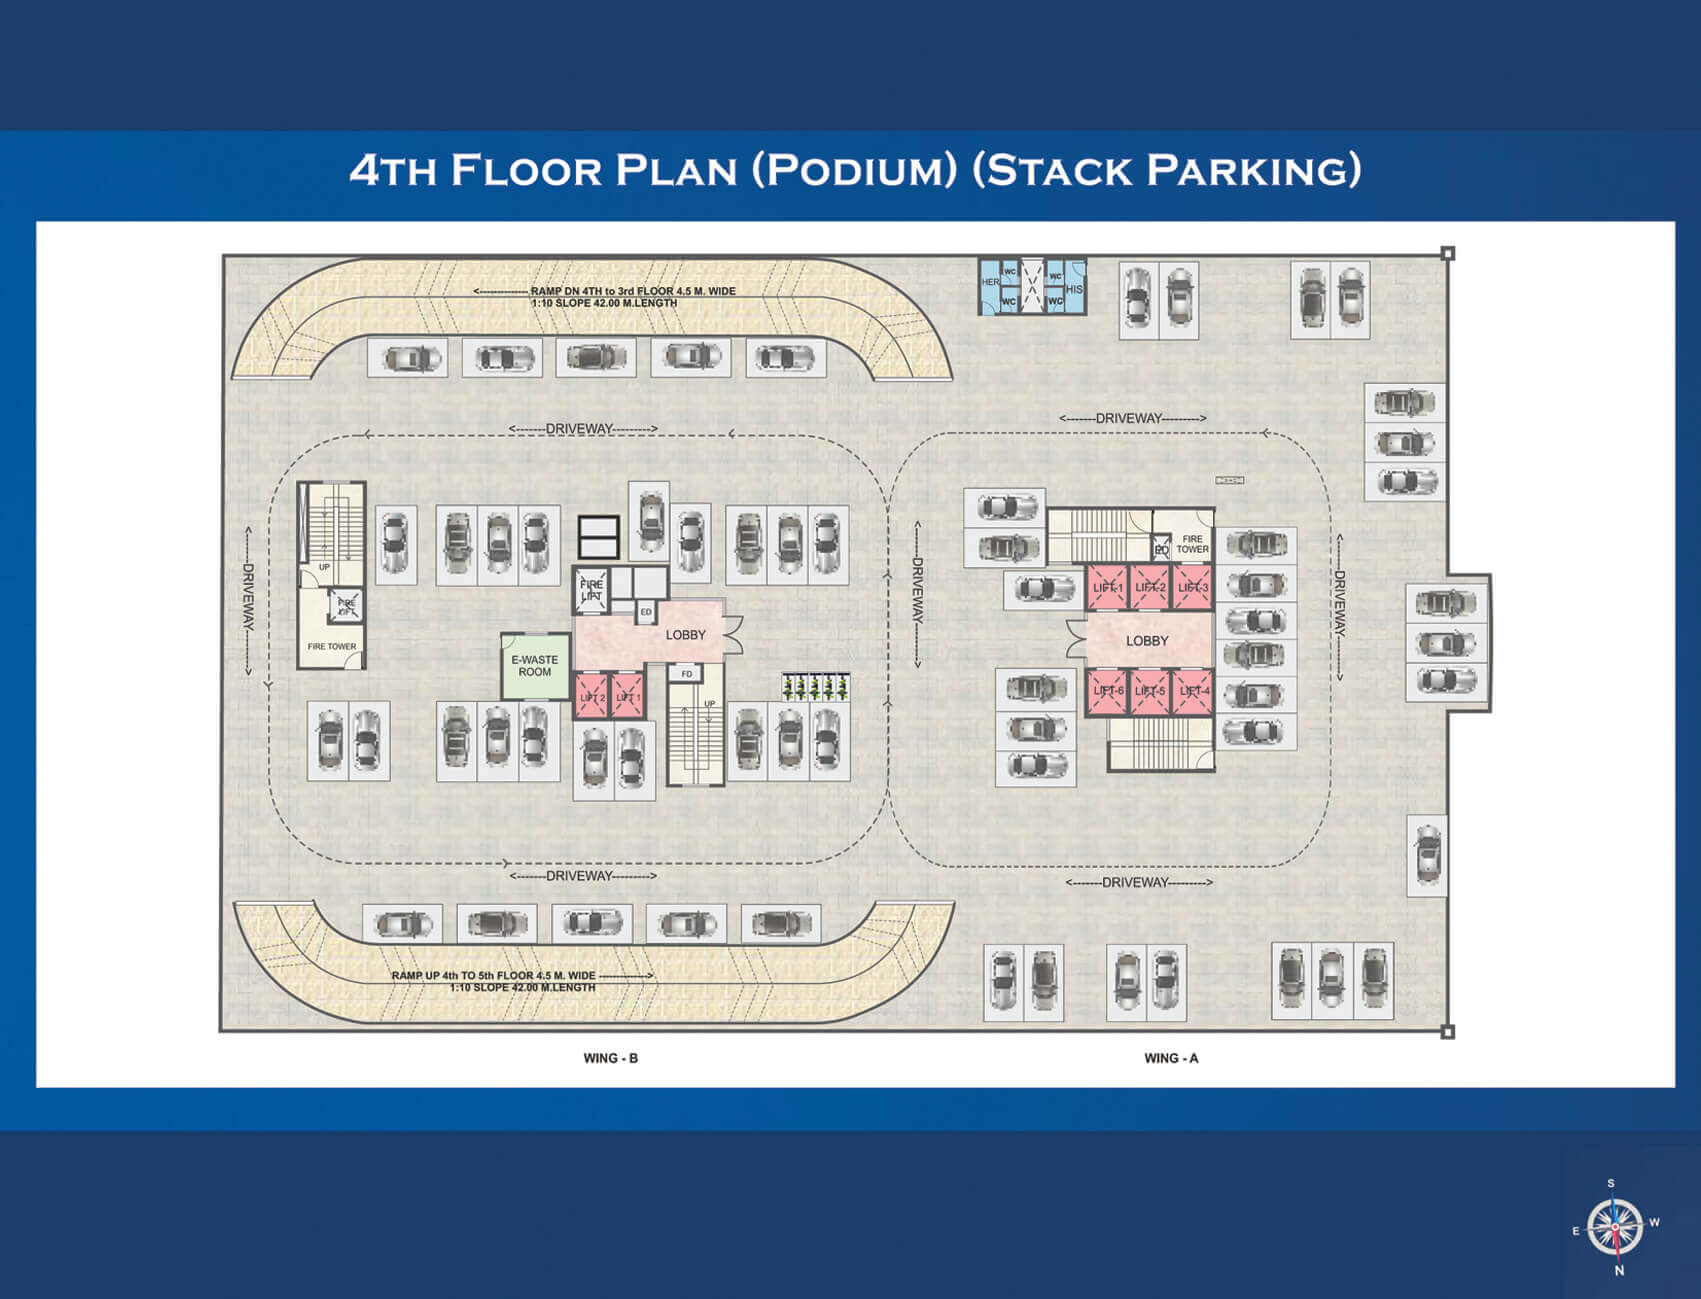 4TH FLOOR PLAN (PODIUM) (STACK PARKING)
<-------------- RAMP DN 4TH to 3rd FLOOR 4.5 M. WIDE
1:10 SLOPE 42.00 M.LENGTH
HER
WC
WC
WC
WC
HIS
<-------DRIVEWAY--------->
<-------DRIVEWAY--------->
<-------DRIVEWAY--------->
<-------DRIVEWAY--------->
<-------DRIVEWAY--------->
UP
FIRE
LIFT
FIRE TOWER
FIRE
LIFT
ED
LOBBY
E-WASTE
ROOM
FD
LIFT 2
LIFT 1
UP
ED
FIRE
TOWER
LIFT-1
LIFT-2
LIFT-3
LOBBY
LIFT-6
LIFT-5
LIFT-4
<-------DRIVEWAY--------->
<-------DRIVEWAY--------->
RAMP UP 4th TO 5th FLOOR 4.5 M. WIDE -------------->
1:10 SLOPE 42.00 M.LENGTH
WING - B
WING - A
S
E
W
N